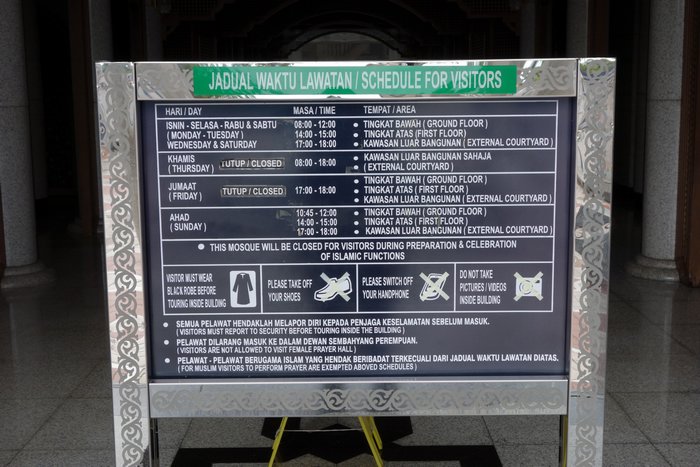 JADUAL WAKTU LAWATAN / SCHEDULE FOR VISITORS
HARI / DAY MASA / TIME TEMPAT / AREA
ISNIN - SELASA - RABU & SABTU 08:00 - 12:00 • TINGKAT BAWAH ( GROUND FLOOR )
( MONDAY - TUESDAY ) 14:00 - 15:00 • TINGKAT ATAS ( FIRST FLOOR )
WEDNESDAY & SATURDAY 17:00 - 18:00 • KAWASAN LUAR BANGUNAN ( EXTERNAL COURTYARD )
KHAMIS • KAWASAN LUAR BANGUNAN SAHAJA
( THURSDAY ) TUTUP / CLOSED 08:00 - 18:00 ( EXTERNAL COURTYARD )
JUMAAT • TINGKAT BAWAH ( GROUND FLOOR )
( FRIDAY ) TUTUP / CLOSED 17:00 - 18:00 • TINGKAT ATAS ( FIRST FLOOR )
• KAWASAN LUAR BANGUNAN ( EXTERNAL COURTYARD )
AHAD 10:45 - 12:00 • TINGKAT BAWAH ( GROUND FLOOR )
( SUNDAY ) 14:00 - 15:00 • TINGKAT ATAS ( FIRST FLOOR )
17:00 - 18:00 • KAWASAN LUAR BANGUNAN ( EXTERNAL COURTYARD )
• THIS MOSQUE WILL BE CLOSED FOR VISITORS DURING PREPARATION & CELEBRATION
OF ISLAMIC FUNCTIONS
VISITOR MUST WEAR
BLACK ROBE BEFORE
TOURING INSIDE BUILDING
PLEASE TAKE OFF
YOUR SHOES
PLEASE SWITCH OFF
YOUR HANDPHONE
DO NOT TAKE
PICTURES / VIDEOS
INSIDE BUILDING
• SEMUA PELAWAT HENDAKLAH MELAPOR DIRI KEPADA PENJAGA KESELAMATAN SEBELUM MASUK.
( VISITORS MUST REPORT TO SECURITY BEFORE TOURING INSIDE THE BUILDING )
• PELAWAT DILARANG MASUK KE DALAM DEWAN SEMBAHYANG PEREMPUAN.
( VISITORS ARE NOT ALLOWED TO VISIT FEMALE PRAYER HALL )
• PELAWAT - PELAWAT BERUGAMA ISLAM YANG HENDAK BERIBADAT TERKECUALI DARI JADUAL WAKTU LAWATAN DIATAS.
( FOR MUSLIM VISITORS TO PERFORM PRAYER ARE EXEMPTED ABOVED SCHEDULES )